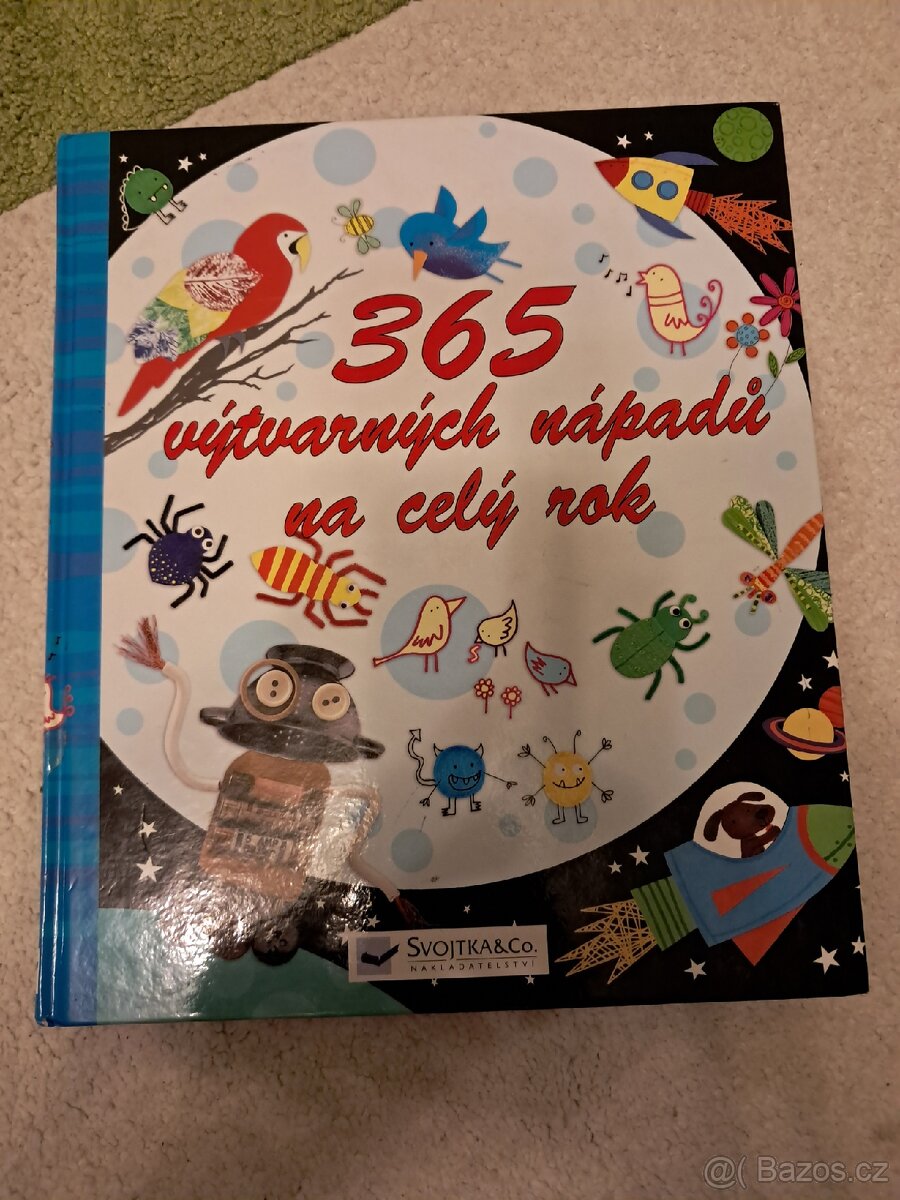 365
výtvarných nápadů
na celý rok
SVOJTKA&CO.
NAKLADATELSTVÍ
@( Bazos.cz